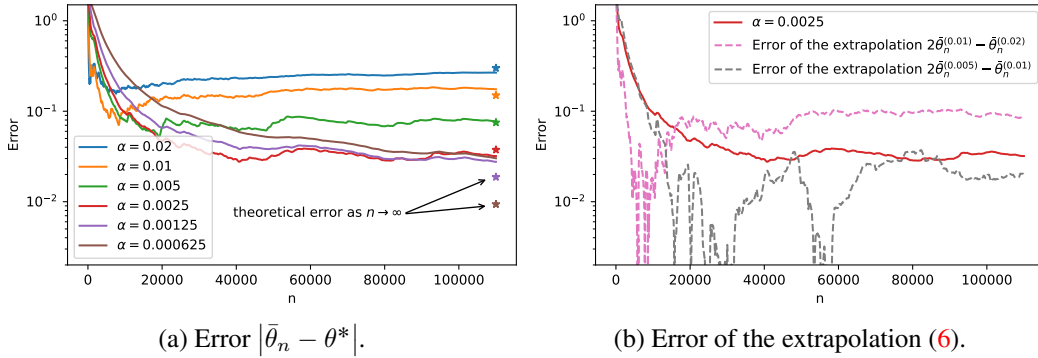 10⁰
10⁻¹
10⁻²
Error
α = 0.02
α = 0.01
α = 0.005
α = 0.0025
α = 0.00125
α = 0.000625
theoretical error as n → ∞
0 20000 40000 60000 80000 100000
n
(a) Error |θ̄ₙ − θ*|.
10⁰
10⁻¹
10⁻²
Error
α = 0.0025
Error of the extrapolation 2θ̄ₙ^(0.01) − θ̄ₙ^(0.02)
Error of the extrapolation 2θ̄ₙ^(0.005) − θ̄ₙ^(0.01)
0 20000 40000 60000 80000 100000
n
(b) Error of the extrapolation (6).